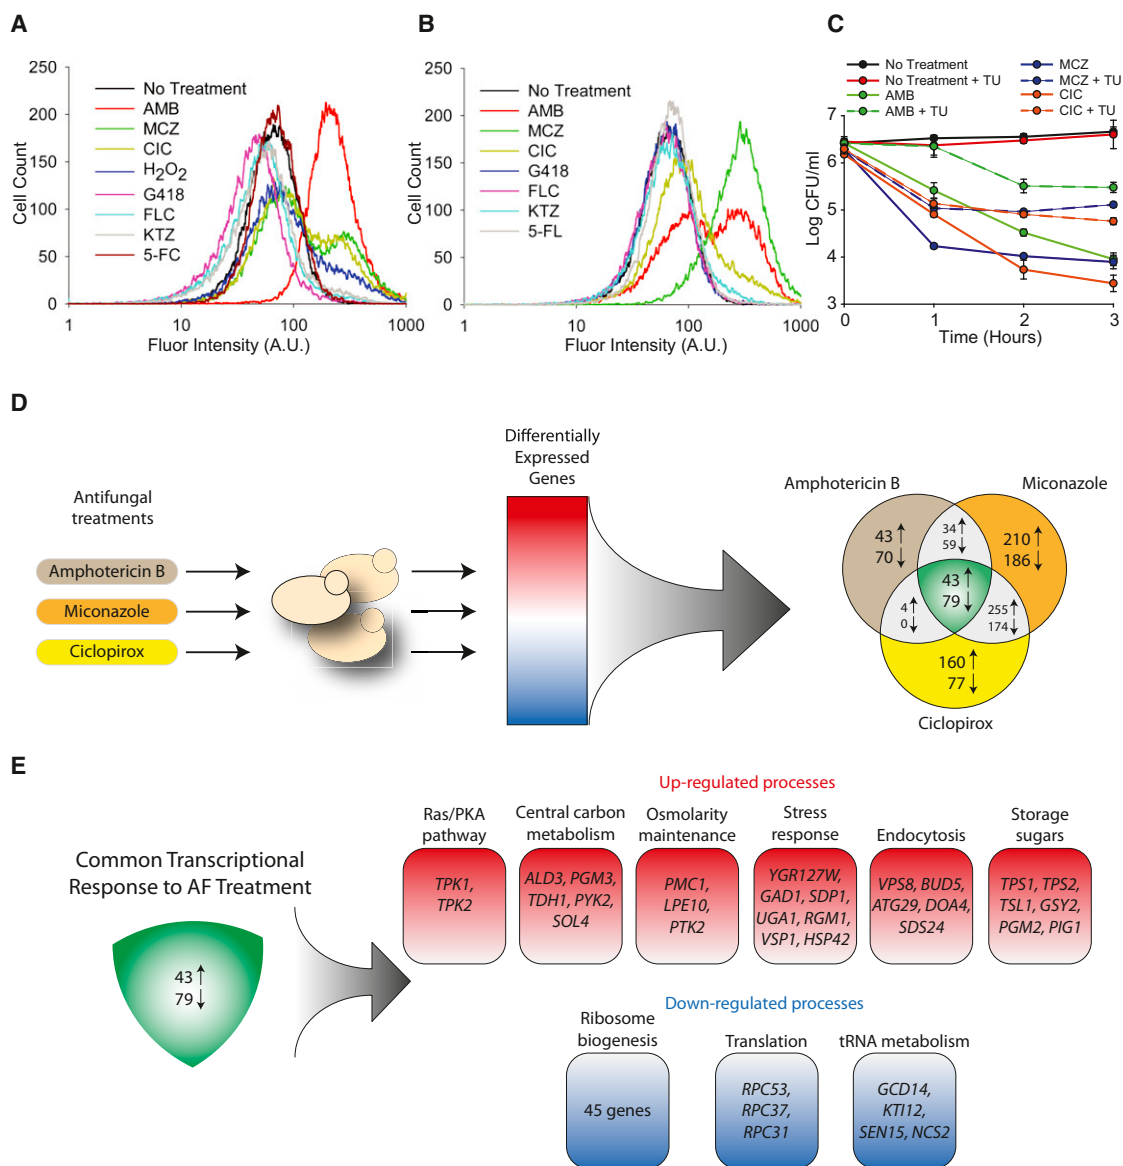 A
250
200
150
100
50
0
Cell Count
1
10
100
1000
Fluor Intensity (A.U.)
No Treatment
AMB
MCZ
CIC
H2O2
G418
FLC
KTZ
5-FC
B
250
200
150
100
50
0
Cell Count
1
10
100
1000
Fluor Intensity (A.U.)
No Treatment
AMB
MCZ
CIC
G418
FLC
KTZ
5-FL
C
No Treatment
No Treatment + TU
AMB
AMB + TU
MCZ
MCZ + TU
CIC
CIC + TU
7
6
5
4
3
Log CFU/ml
0
1
2
3
Time (Hours)
D
Antifungal
treatments
Amphotericin B
Miconazole
Ciclopirox
Differentially
Expressed
Genes
Amphotericin B
Miconazole
43 ↑
70 ↓
34 ↑
59 ↓
210 ↑
186 ↓
43 ↑
79 ↓
4 ↑
0 ↓
255 ↑
174 ↓
160 ↑
77 ↓
Ciclopirox
E
Common Transcriptional
Response to AF Treatment
43 ↑
79 ↓
Up-regulated processes
Ras/PKA
pathway
TPK1,
TPK2
Central carbon
metabolism
ALD3, PGM3,
TDH1, PYK2,
SOL4
Osmolarity
maintenance
PMC1,
LPE10,
PTK2
Stress
response
YGR127W,
GAD1, SDP1,
UGA1, RGM1,
VSP1, HSP42
Endocytosis
VPS8, BUD5,
ATG29, DOA4,
SDS24
Storage
sugars
TPS1, TPS2,
TSL1, GSY2,
PGM2, PIG1
Down-regulated processes
Ribosome
biogenesis
45 genes
Translation
RPC53,
RPC37,
RPC31
tRNA metabolism
GCD14,
KTI12,
SEN15, NCS2